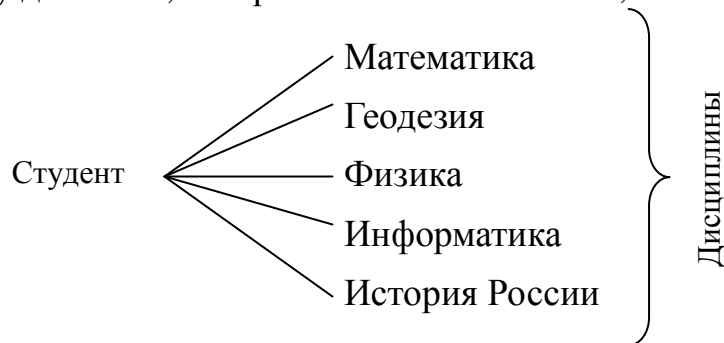 Математика
Геодезия
Студент
Физика
Информатика
История России
Дисциплины